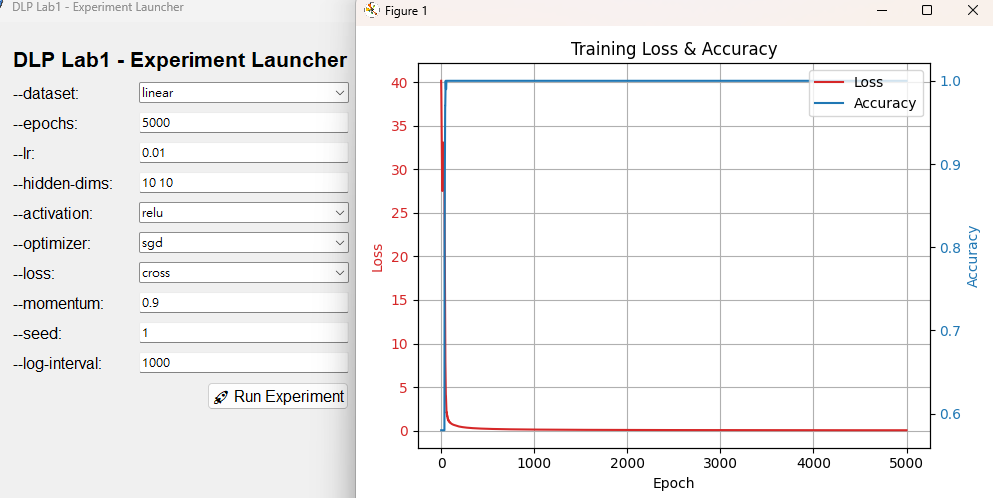 DLP Lab1 - Experiment Launcher
DLP Lab1 - Experiment Launcher
--dataset: linear
--epochs: 5000
--lr: 0.01
--hidden-dims: 10 10
--activation: relu
--optimizer: sgd
--loss: cross
--momentum: 0.9
--seed: 1
--log-interval: 1000
Run Experiment
Figure 1
Training Loss & Accuracy
Loss
Accuracy
40
35
30
25
20
15
10
5
0
Loss
1.0
0.9
0.8
0.7
0.6
Accuracy
0 1000 2000 3000 4000 5000
Epoch